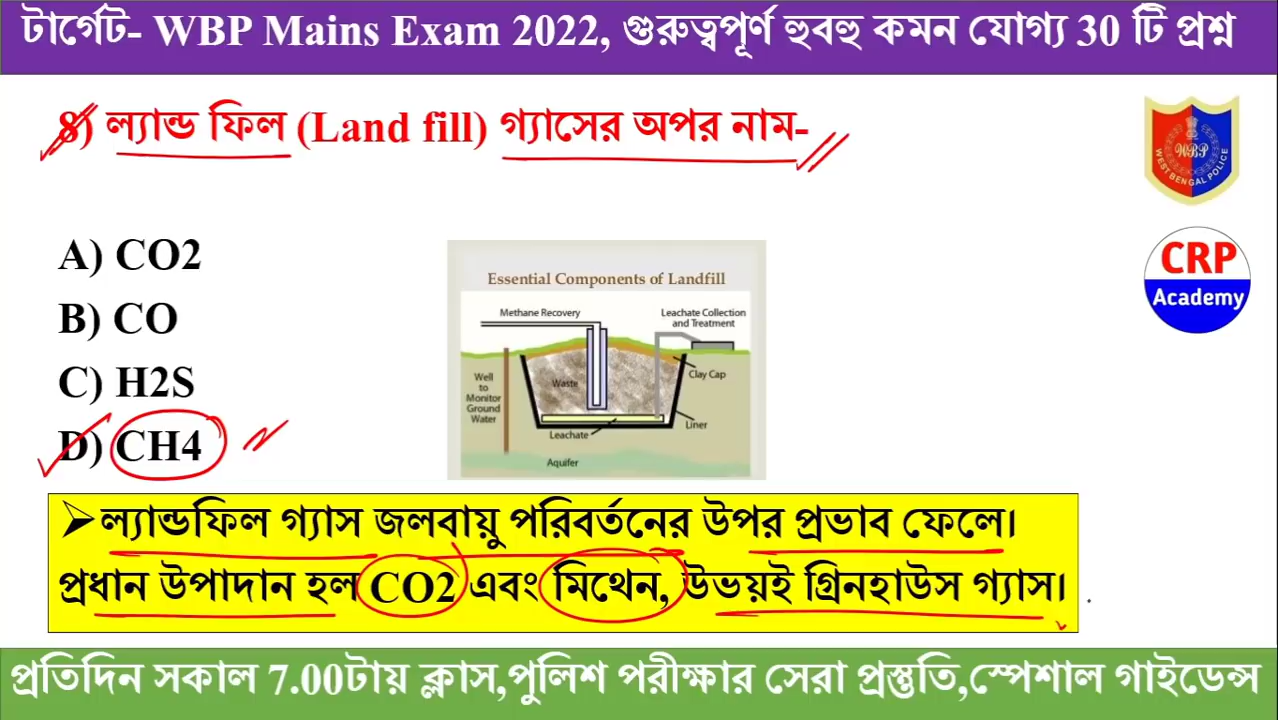 টার্গেট- WBP Mains Exam 2022, গুরুত্বপূর্ণ হুবহু কমন যোগ্য 30 টি প্রশ্ন
8) ল্যান্ড ফিল (Land fill) গ্যাসের অপর নাম-
WBP
WEST BENGAL POLICE
A) CO2
B) CO
C) H2S
D) CH4
CRP
Academy
Essential Components of Landfill
Methane Recovery
Leachate Collection
and Treatment
Clay Cap
Well
to
Monitor
Ground
Water
Waste
Liner
Leachate
Aquifer
➢ল্যান্ডফিল গ্যাস জলবায়ু পরিবর্তনের উপর প্রভাব ফেলে।
প্রধান উপাদান হল CO2 এবং মিথেন, উভয়ই গ্রিনহাউস গ্যাস।
প্রতিদিন সকাল 7.00টায় ক্লাস,পুলিশ পরীক্ষার সেরা প্রস্তুতি,স্পেশাল গাইডেন্স